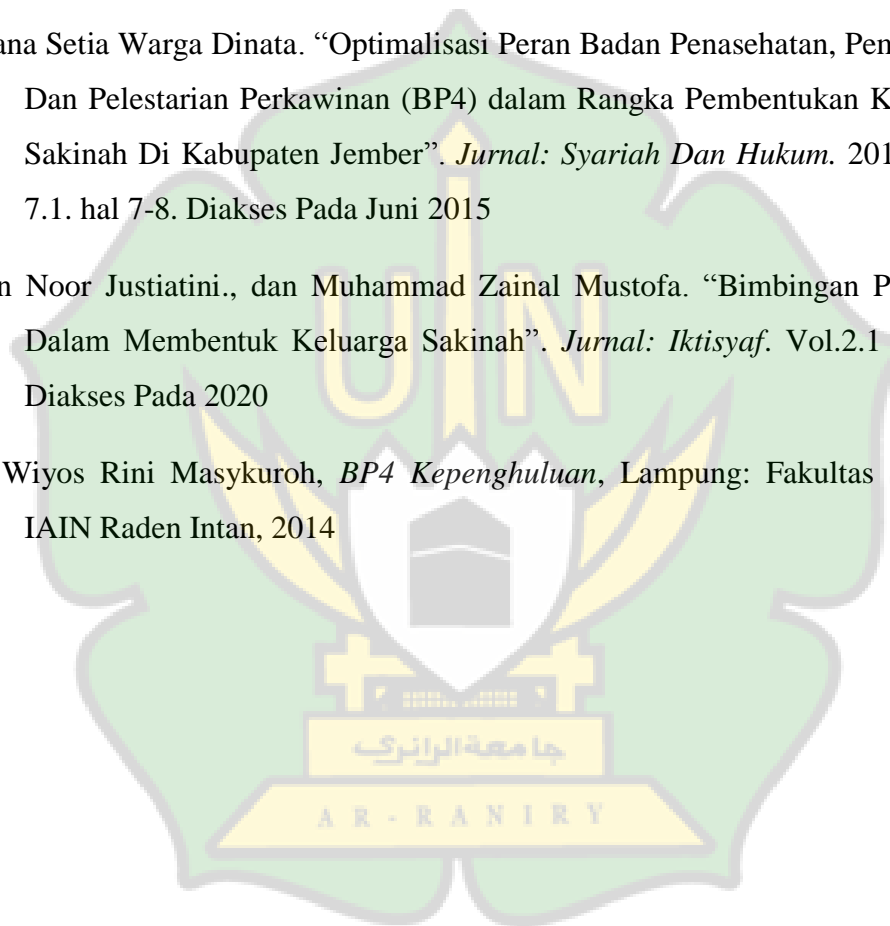 ana Setia Warga Dinata. “Optimalisasi Peran Badan Penasehatan, Pem
Dan Pelestarian Perkawinan (BP4) dalam Rangka Pembentukan K
Sakinah Di Kabupaten Jember”. Jurnal: Syariah Dan Hukum. 201
7.1. hal 7-8. Diakses Pada Juni 2015
n Noor Justiatini., dan Muhammad Zainal Mustofa. “Bimbingan P
Dalam Membentuk Keluarga Sakinah”. Jurnal: Iktisyaf. Vol.2.1
Diakses Pada 2020
Wiyos Rini Masykuroh, BP4 Kepenghuluan, Lampung: Fakultas
IAIN Raden Intan, 2014
UIN
جامعة الرانري
AR-RANIRY